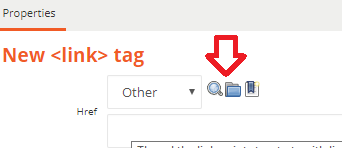 Properties
New <link> tag
Other
Href